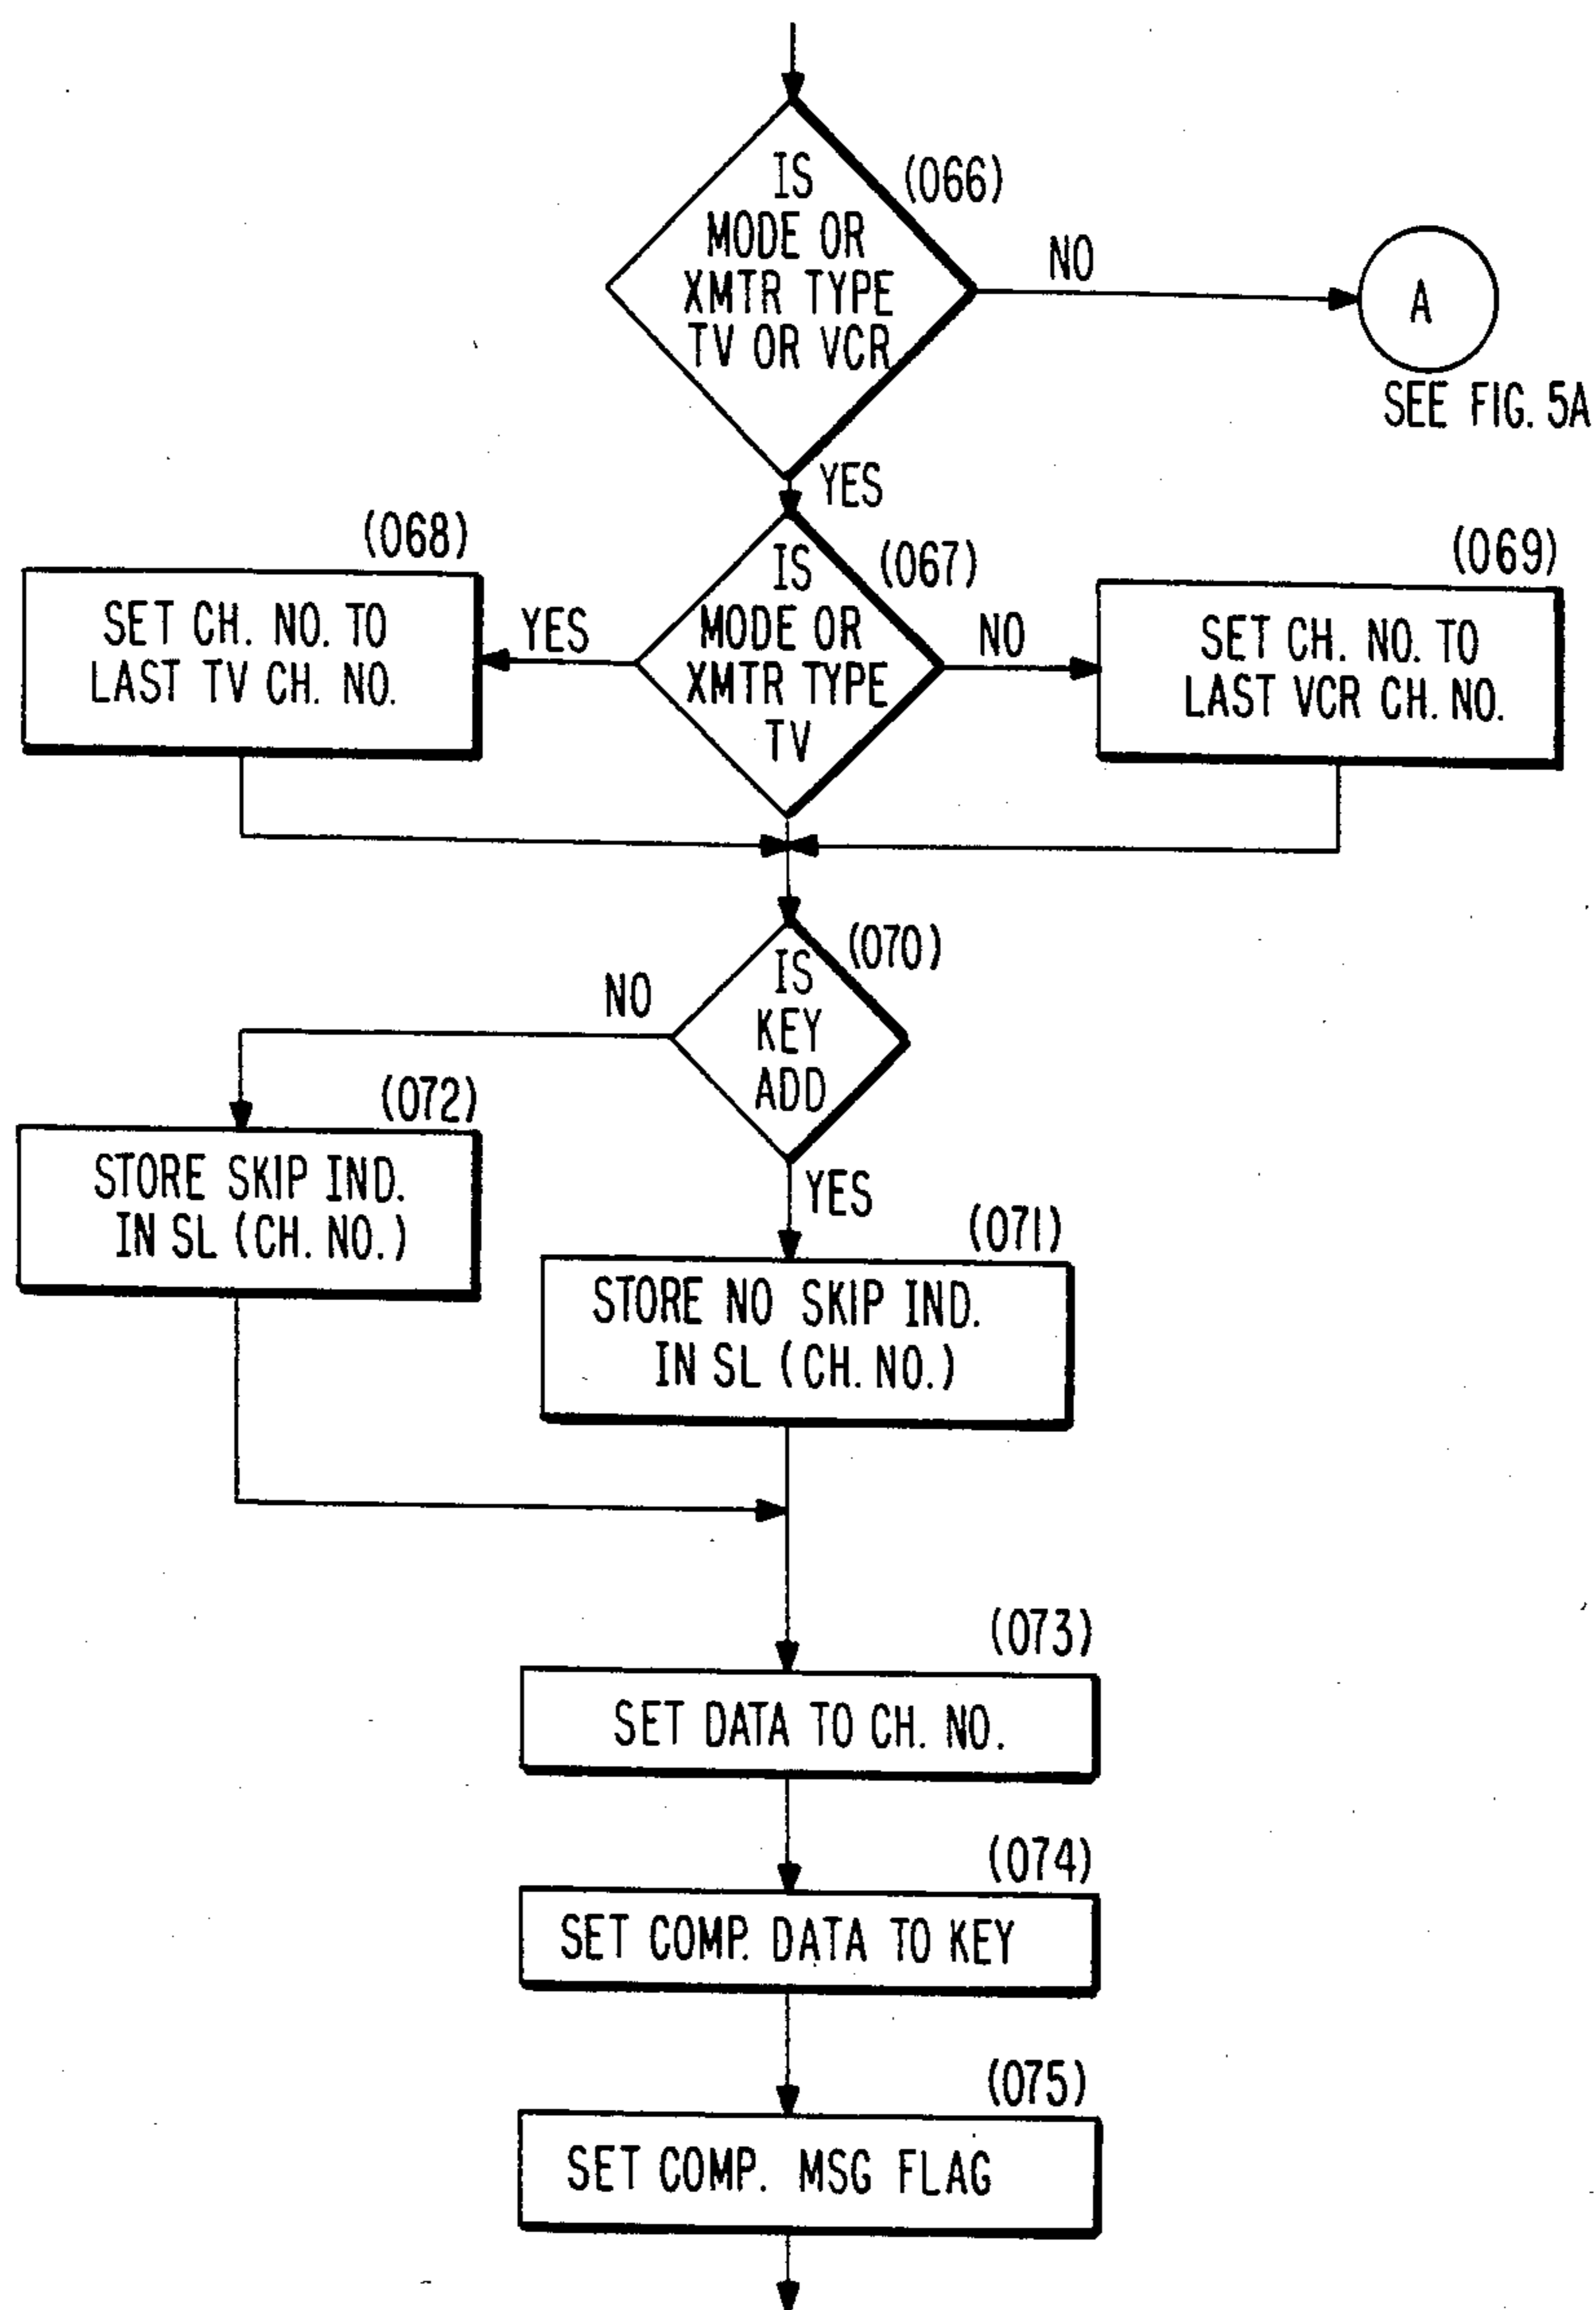 (066)
IS
MODE OR
XMTR TYPE
TV OR VCR
NO
A
SEE FIG. 5A
YES
(068)
SET CH. NO. TO
LAST TV CH. NO.
YES
(067)
IS
MODE OR
XMTR TYPE
TV
NO
(069)
SET CH. NO. TO
LAST VCR CH. NO.
(070)
IS
KEY
ADD
NO
(072)
STORE SKIP IND.
IN SL (CH. NO.)
YES
(071)
STORE NO SKIP IND.
IN SL (CH. NO.)
(073)
SET DATA TO CH. NO.
(074)
SET COMP. DATA TO KEY
(075)
SET COMP. MSG FLAG